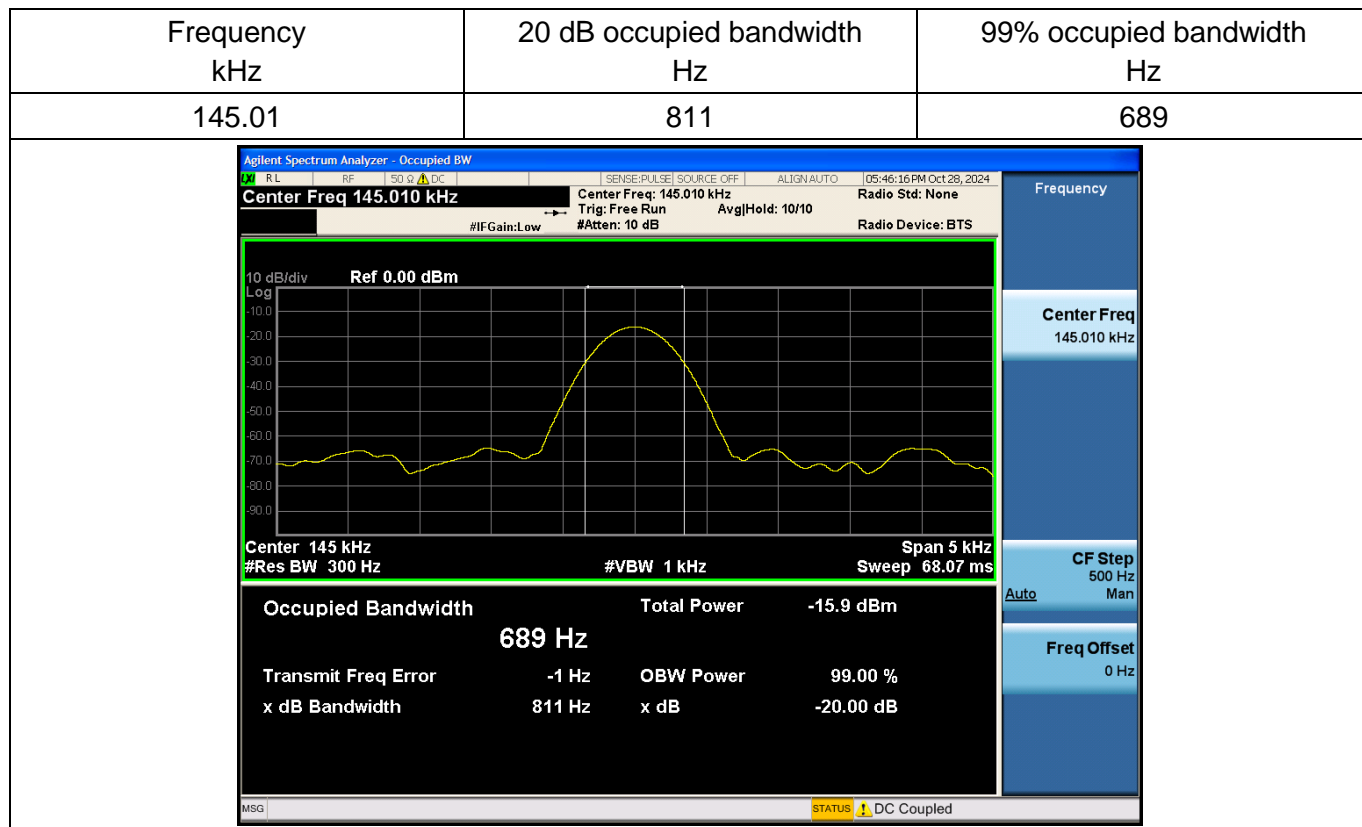 Frequency 20 dB occupied bandwidth 99% occupied bandwidth
kHz Hz Hz
145.01 811 689
Agilent Spectrum Analyzer - Occupied BW
LXI RL RF 50 Ω ⚠ DC SENSE:PULSE SOURCE OFF ALIGN AUTO 05:46:16 PM Oct 28, 2024
Center Freq 145.010 kHz Center Freq: 145.010 kHz Radio Std: None Frequency
Trig: Free Run Avg|Hold: 10/10
#IFGain:Low #Atten: 10 dB Radio Device: BTS
10 dB/div Ref 0.00 dBm
Log
-10.0
-20.0
-30.0
-40.0
-50.0
-60.0
-70.0
-80.0
-90.0
Center Freq
145.010 kHz
Center 145 kHz Span 5 kHz
#Res BW 300 Hz #VBW 1 kHz Sweep 68.07 ms
CF Step
500 Hz
Auto Man
Occupied Bandwidth Total Power -15.9 dBm
689 Hz
Transmit Freq Error -1 Hz OBW Power 99.00 %
x dB Bandwidth 811 Hz x dB -20.00 dB
Freq Offset
0 Hz
MSG STATUS ⚠ DC Coupled